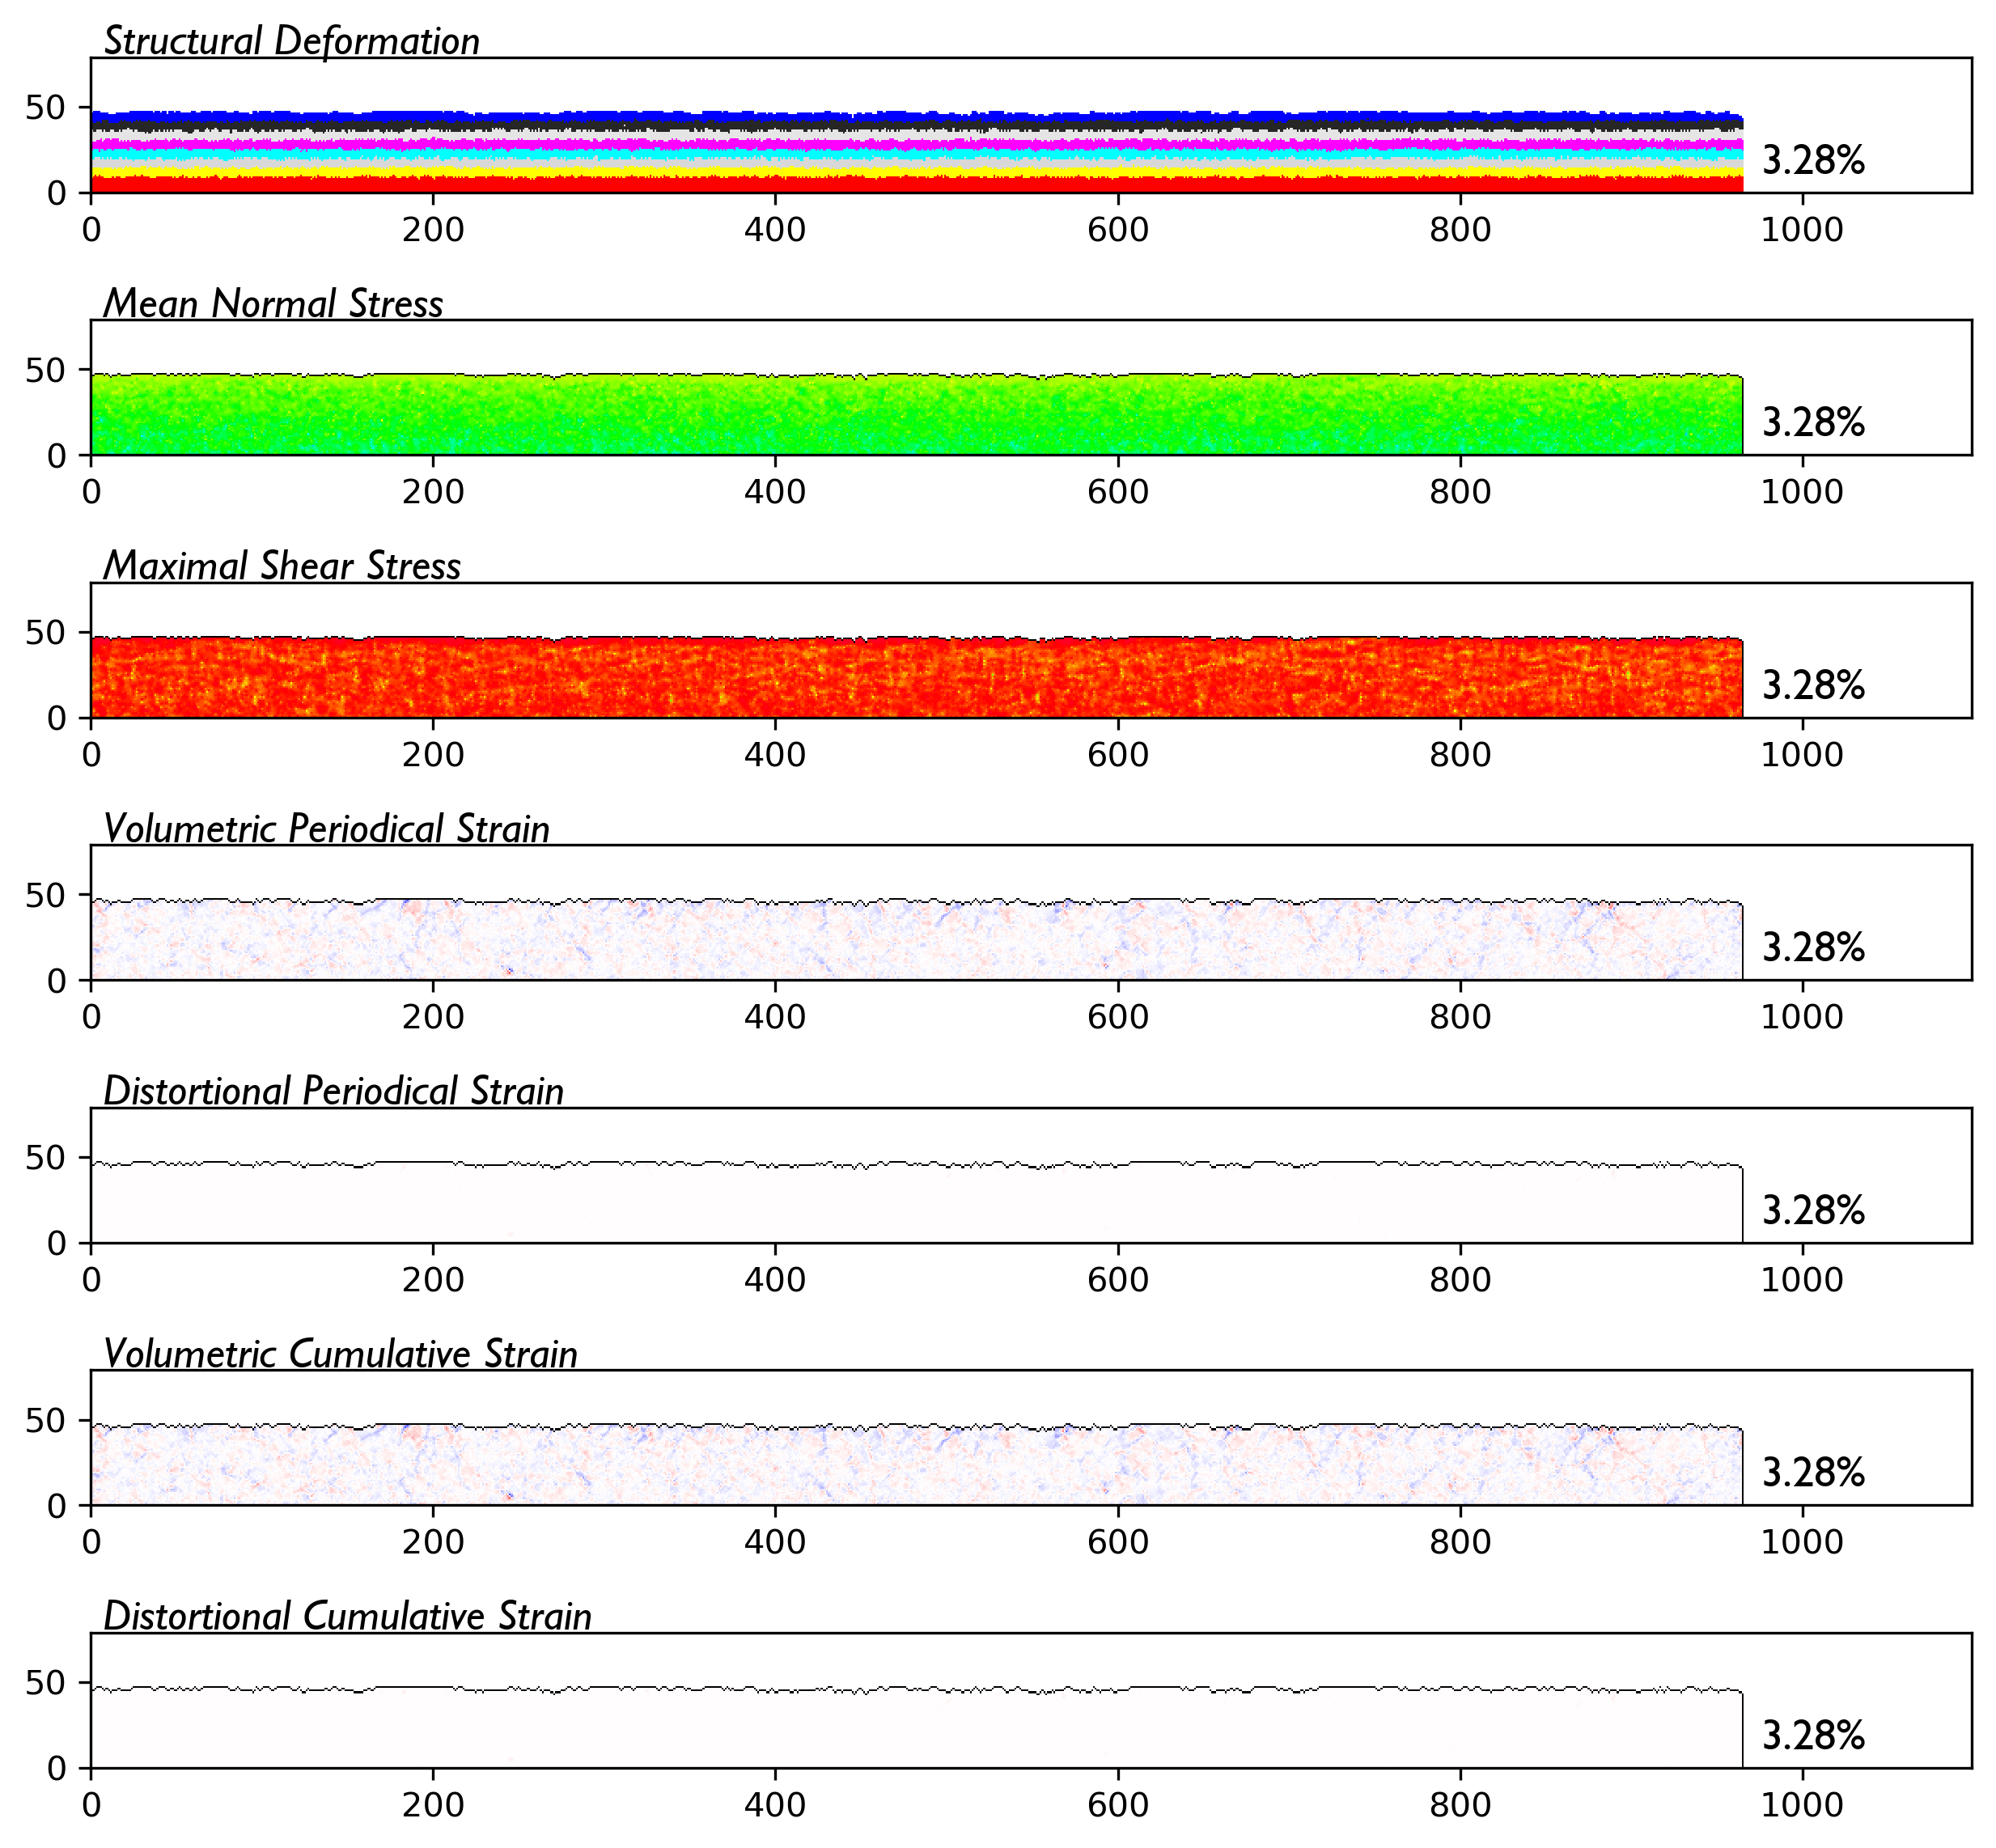 Structural Deformation
50
3.28%
0
0 200 400 600 800 1000
Mean Normal Stress
50
3.28%
0
0 200 400 600 800 1000
Maximal Shear Stress
50
3.28%
0
0 200 400 600 800 1000
Volumetric Periodical Strain
50
3.28%
0
0 200 400 600 800 1000
Distortional Periodical Strain
50
3.28%
0
0 200 400 600 800 1000
Volumetric Cumulative Strain
50
3.28%
0
0 200 400 600 800 1000
Distortional Cumulative Strain
50
3.28%
0
0 200 400 600 800 1000